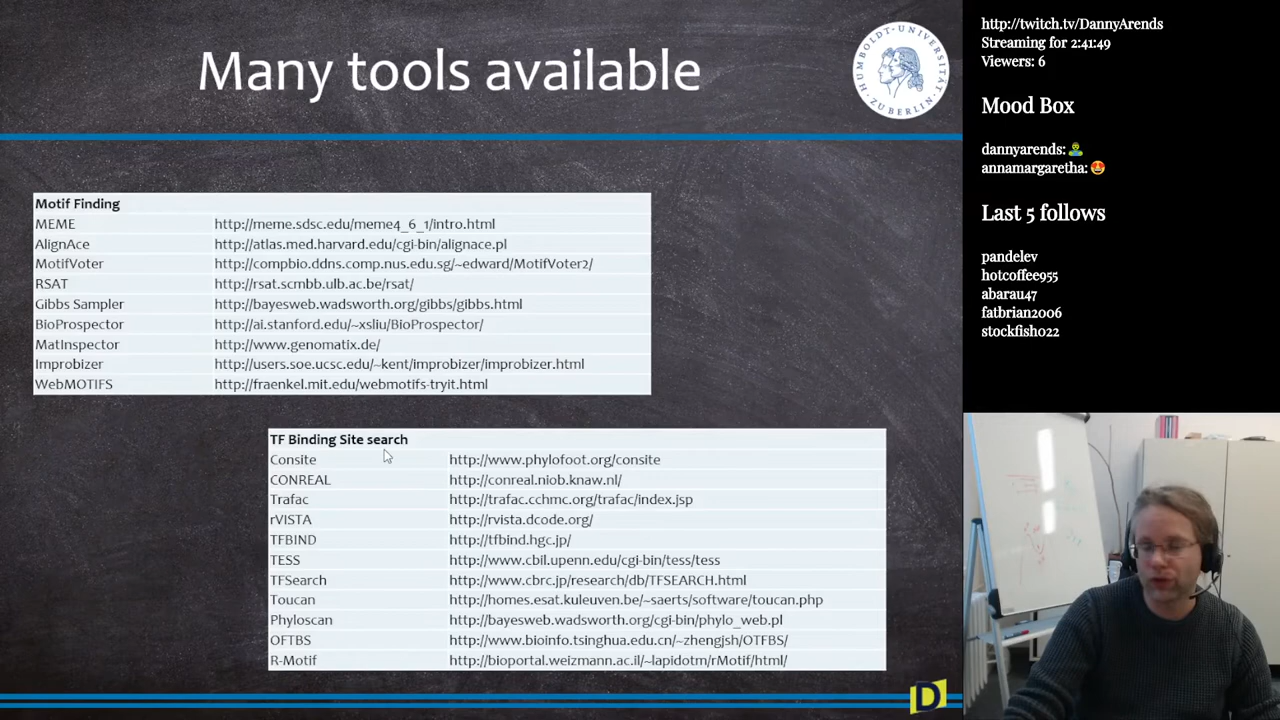 Many tools available
HUMBOLDT-UNIVERSITÄT ZU BERLIN
Motif Finding
MEME http://meme.sdsc.edu/meme4_6_1/intro.html
AlignAce http://atlas.med.harvard.edu/cgi-bin/alignace.pl
MotifVoter http://compbio.ddns.comp.nus.edu.sg/~edward/MotifVoter2/
RSAT http://rsat.scmbb.ulb.ac.be/rsat/
Gibbs Sampler http://bayesweb.wadsworth.org/gibbs/gibbs.html
BioProspector http://ai.stanford.edu/~xsliu/BioProspector/
MatInspector http://www.genomatix.de/
Improbizer http://users.soe.ucsc.edu/~kent/improbizer/improbizer.html
WebMOTIFS http://fraenkel.mit.edu/webmotifs-tryit.html
TF Binding Site search
Consite http://www.phylofoot.org/consite
CONREAL http://conreal.niob.knaw.nl/
Trafac http://trafac.cchmc.org/trafac/index.jsp
rVISTA http://rvista.dcode.org/
TFBIND http://tfbind.hgc.jp/
TESS http://www.cbil.upenn.edu/cgi-bin/tess/tess
TFSearch http://www.cbrc.jp/research/db/TFSEARCH.html
Toucan http://homes.esat.kuleuven.be/~saerts/software/toucan.php
Phyloscan http://bayesweb.wadsworth.org/cgi-bin/phylo_web.pl
OFTBS http://www.bioinfo.tsinghua.edu.cn/~zhengjsh/OTFBS/
R-Motif http://bioportal.weizmann.ac.il/~lapidotm/rMotif/html/
D
http://twitch.tv/DannyArends
Streaming for 2:41:49
Viewers: 6
Mood Box
dannyarends: 🧟‍♂️
annamargaretha: 😍
Last 5 follows
pandelev
hotcoffee955
abarau47
fatbrian2006
stockfish022